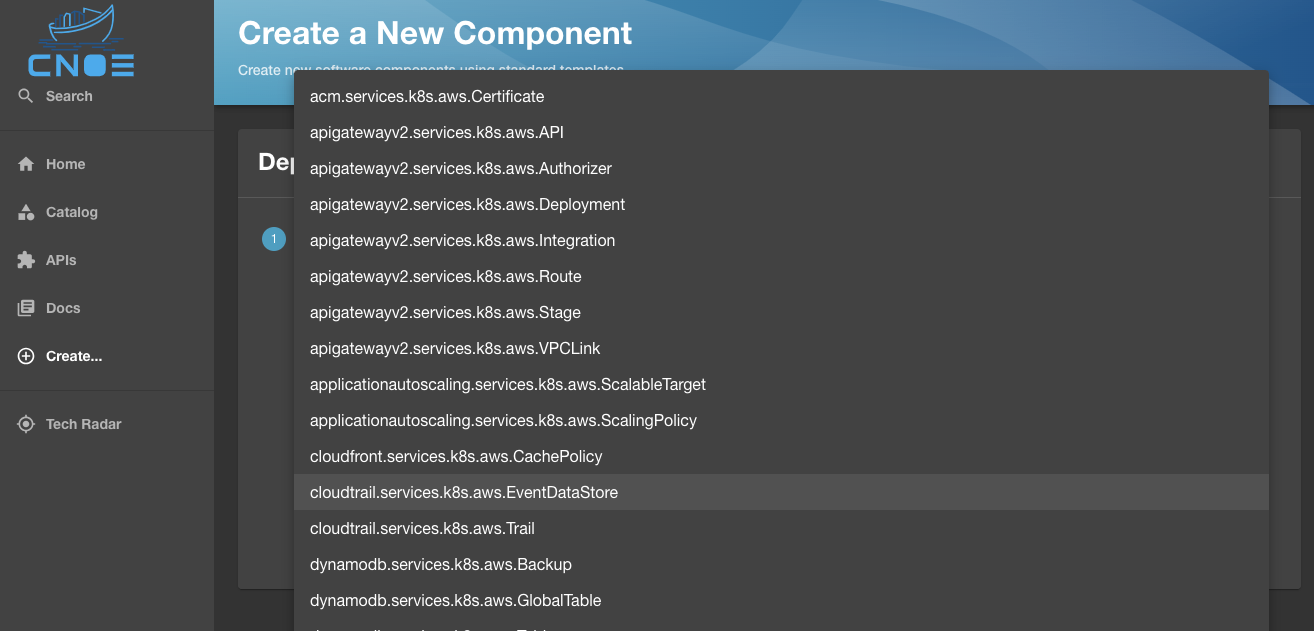 CNOE
Search
Home
Catalog
APIs
Docs
Create...
Tech Radar
Create a New Component
Create new software components using standard templates
Dep
1
acm.services.k8s.aws.Certificate
apigatewayv2.services.k8s.aws.API
apigatewayv2.services.k8s.aws.Authorizer
apigatewayv2.services.k8s.aws.Deployment
apigatewayv2.services.k8s.aws.Integration
apigatewayv2.services.k8s.aws.Route
apigatewayv2.services.k8s.aws.Stage
apigatewayv2.services.k8s.aws.VPCLink
applicationautoscaling.services.k8s.aws.ScalableTarget
applicationautoscaling.services.k8s.aws.ScalingPolicy
cloudfront.services.k8s.aws.CachePolicy
cloudtrail.services.k8s.aws.EventDataStore
cloudtrail.services.k8s.aws.Trail
dynamodb.services.k8s.aws.Backup
dynamodb.services.k8s.aws.GlobalTable